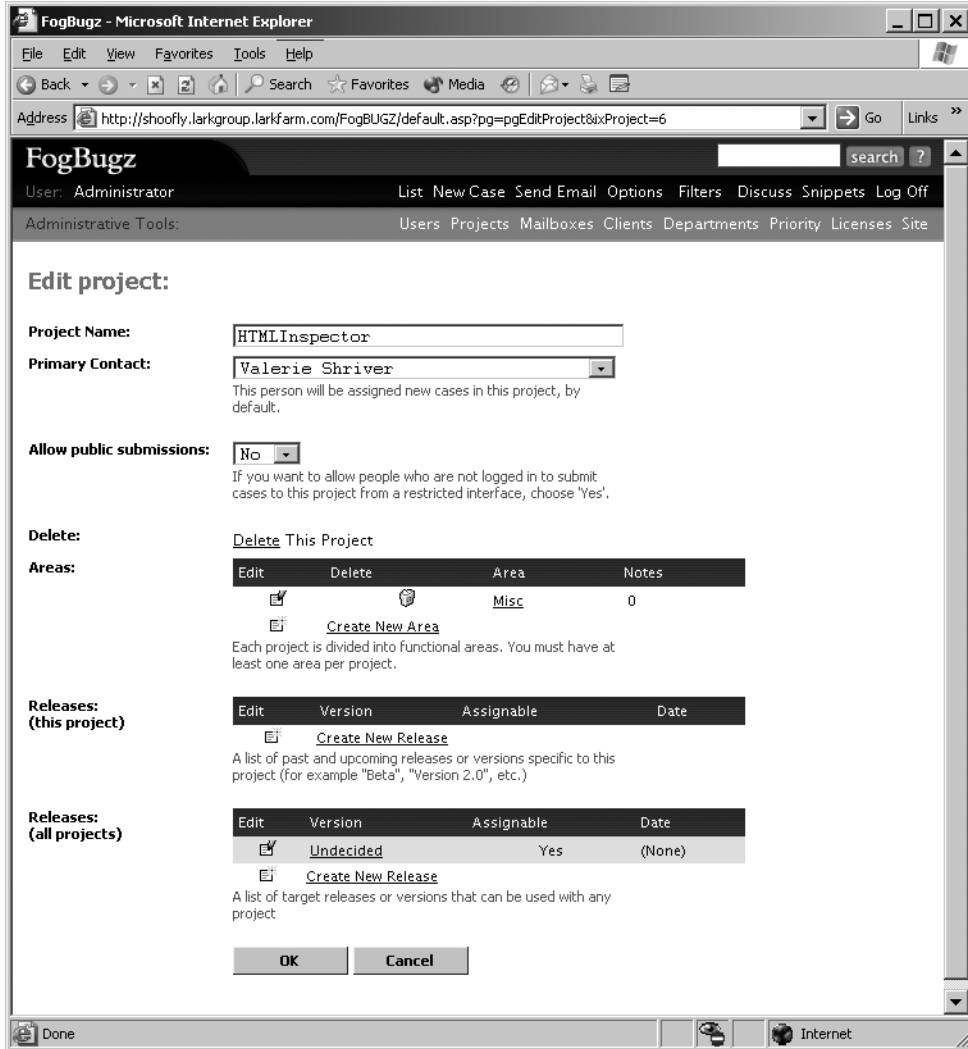 FogBugz - Microsoft Internet Explorer
File Edit View Favorites Tools Help
Back Search Favorites Media
Address http://shoofly.larkgroup.larkfarm.com/FogBUGZ/default.asp?pg=pgEditProject&ixProject=6 Go Links »
FogBugz search ?
User: Administrator List New Case Send Email Options Filters Discuss Snippets Log Off
Administrative Tools: Users Projects Mailboxes Clients Departments Priority Licenses Site
Edit project:
Project Name: HTMLInspector
Primary Contact: Valerie Shriver
This person will be assigned new cases in this project, by
default.
Allow public submissions: No
If you want to allow people who are not logged in to submit
cases to this project from a restricted interface, choose 'Yes'.
Delete: Delete This Project
Areas: Edit Delete Area Notes
Misc 0
Create New Area
Each project is divided into functional areas. You must have at
least one area per project.
Releases:
(this project) Edit Version Assignable Date
Create New Release
A list of past and upcoming releases or versions specific to this
project (for example "Beta", "Version 2.0", etc.)
Releases:
(all projects) Edit Version Assignable Date
Undecided Yes (None)
Create New Release
A list of target releases or versions that can be used with any
project
OK Cancel
Done Internet